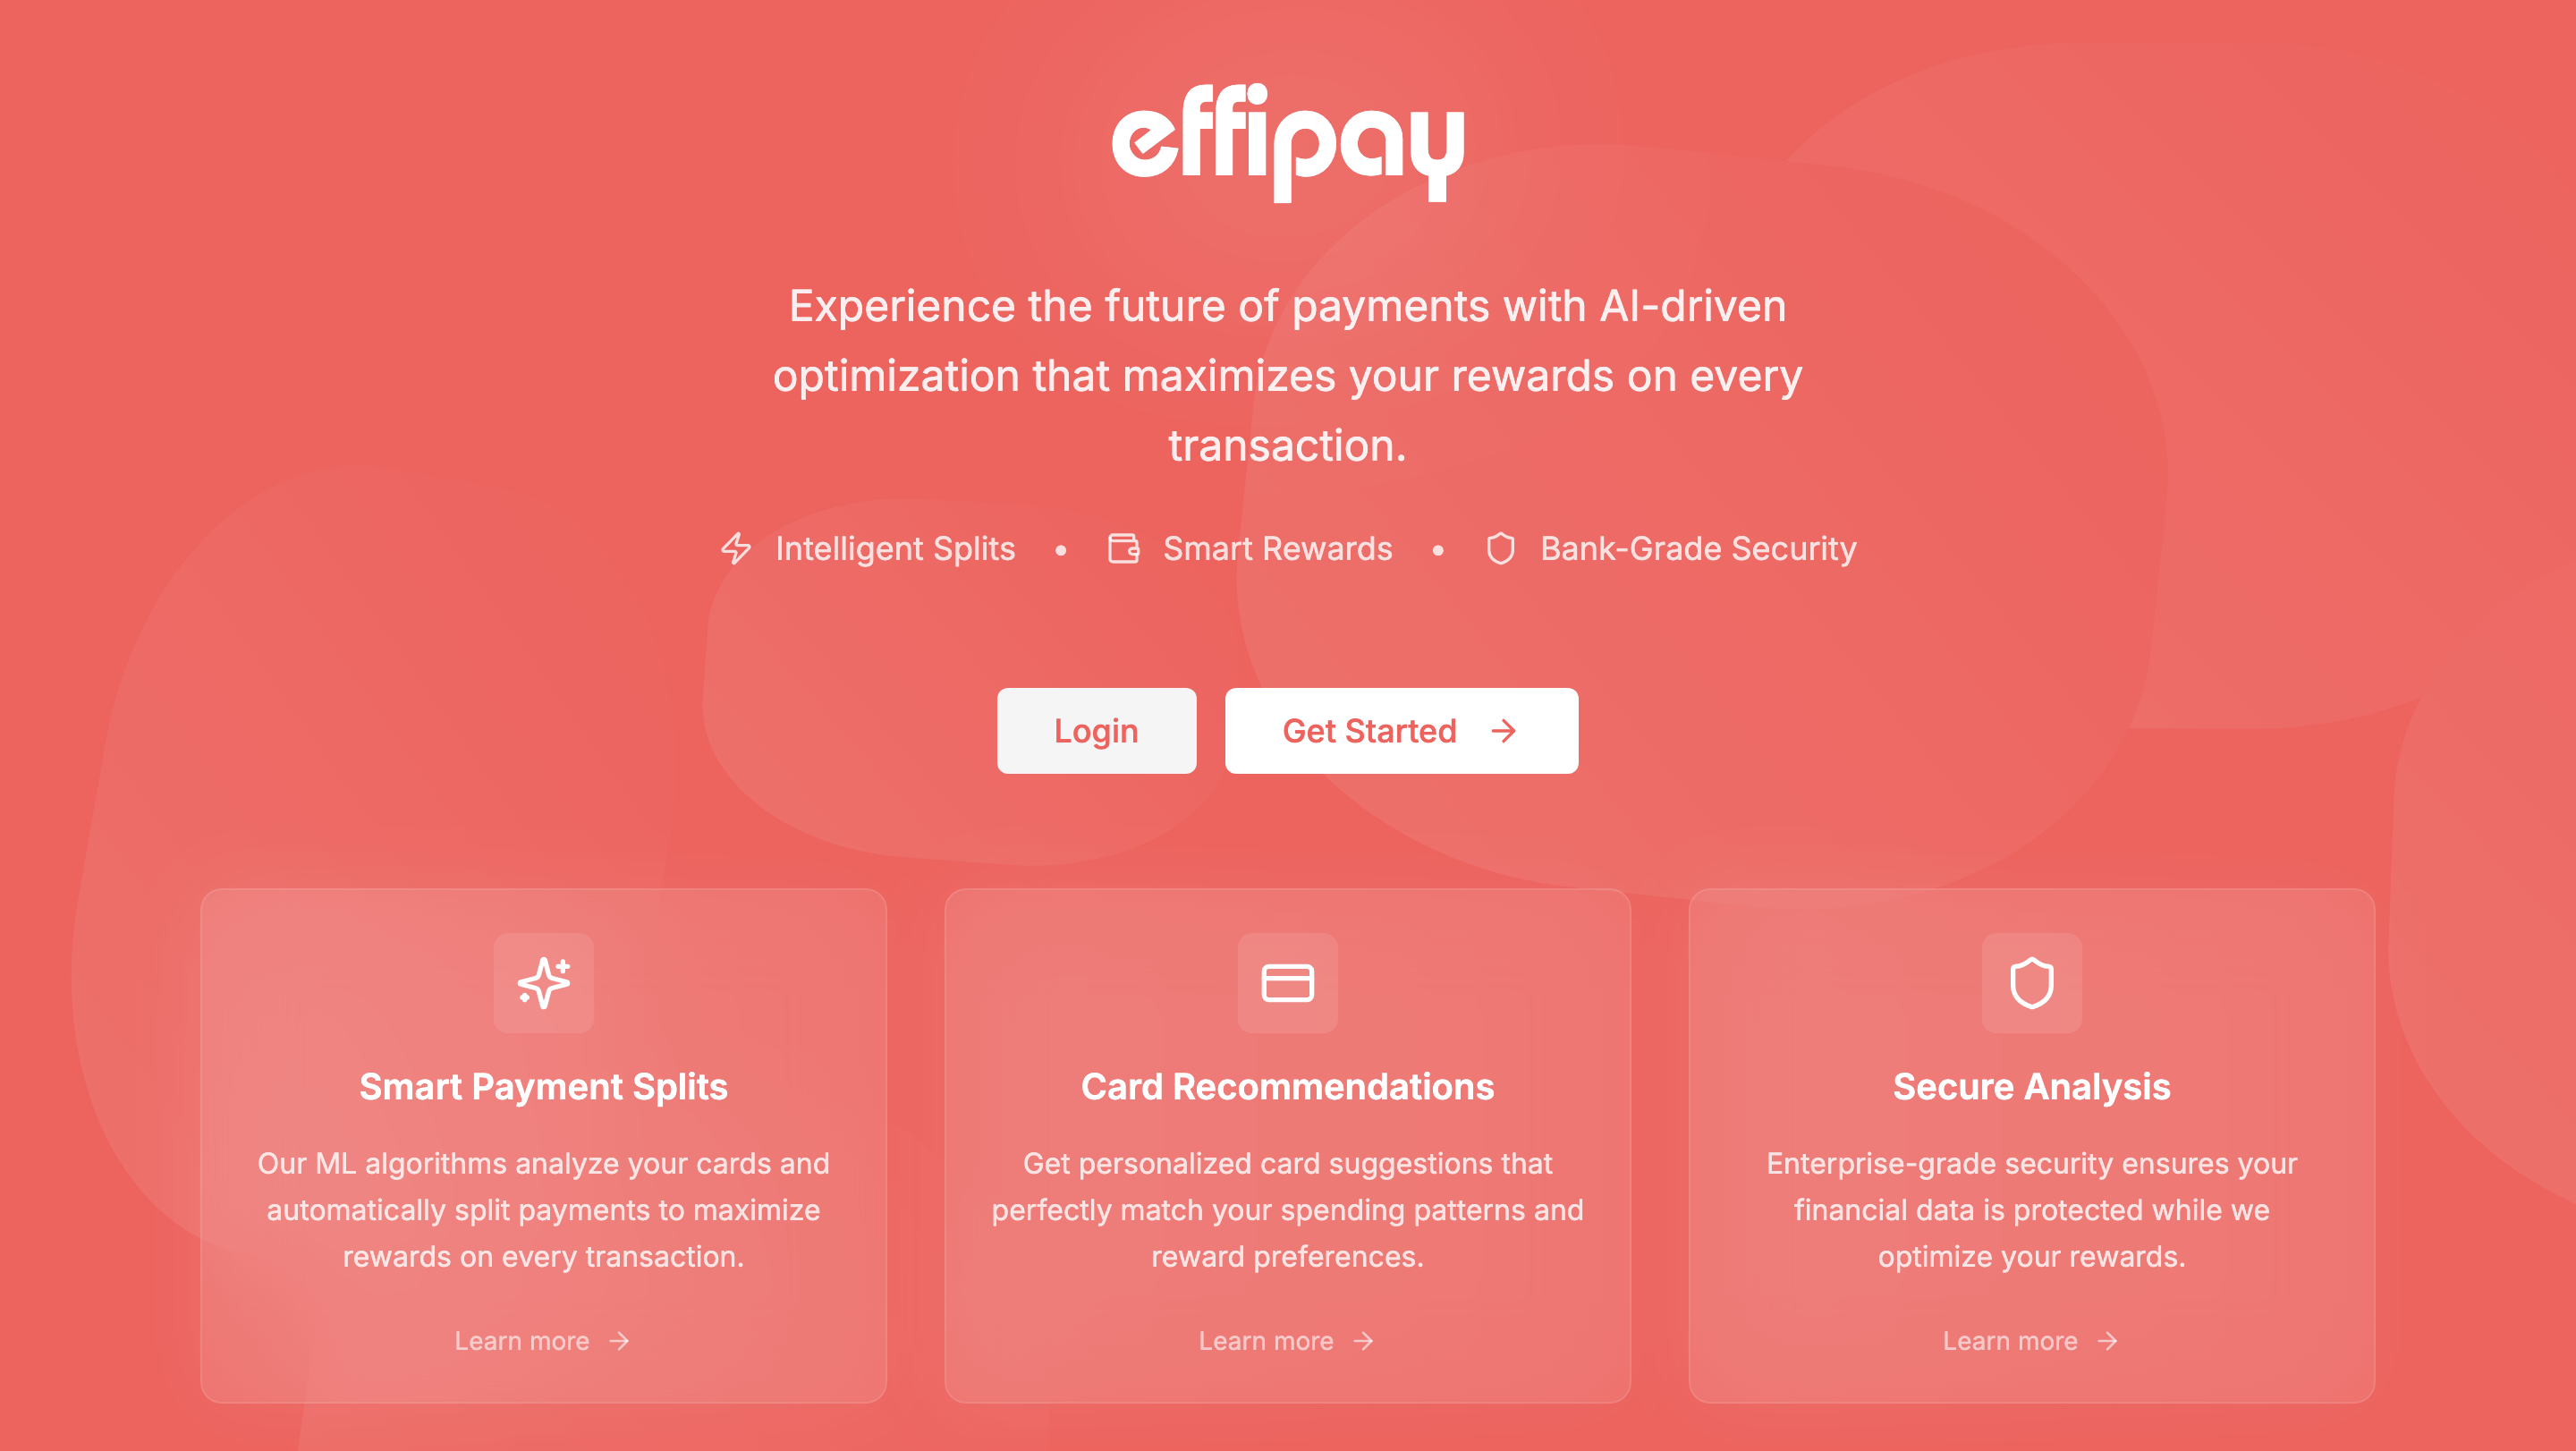 effipay
Experience the future of payments with AI-driven
optimization that maximizes your rewards on every
transaction.
Intelligent Splits • Smart Rewards • Bank-Grade Security
Login
Get Started →
Smart Payment Splits
Our ML algorithms analyze your cards and
automatically split payments to maximize
rewards on every transaction.
Learn more →
Card Recommendations
Get personalized card suggestions that
perfectly match your spending patterns and
reward preferences.
Learn more →
Secure Analysis
Enterprise-grade security ensures your
financial data is protected while we
optimize your rewards.
Learn more →